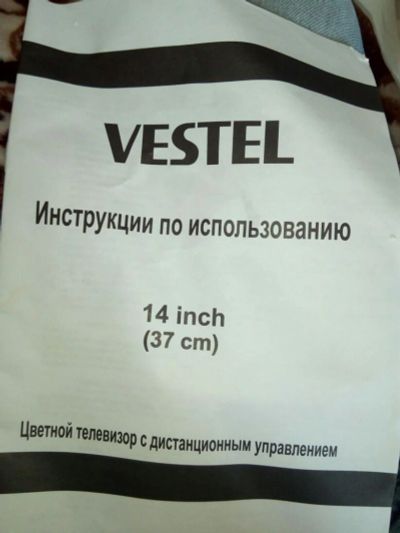 VESTEL
Инструкции по использованию
14 inch
(37 cm)
Цветной телевизор с дистанционным управлением